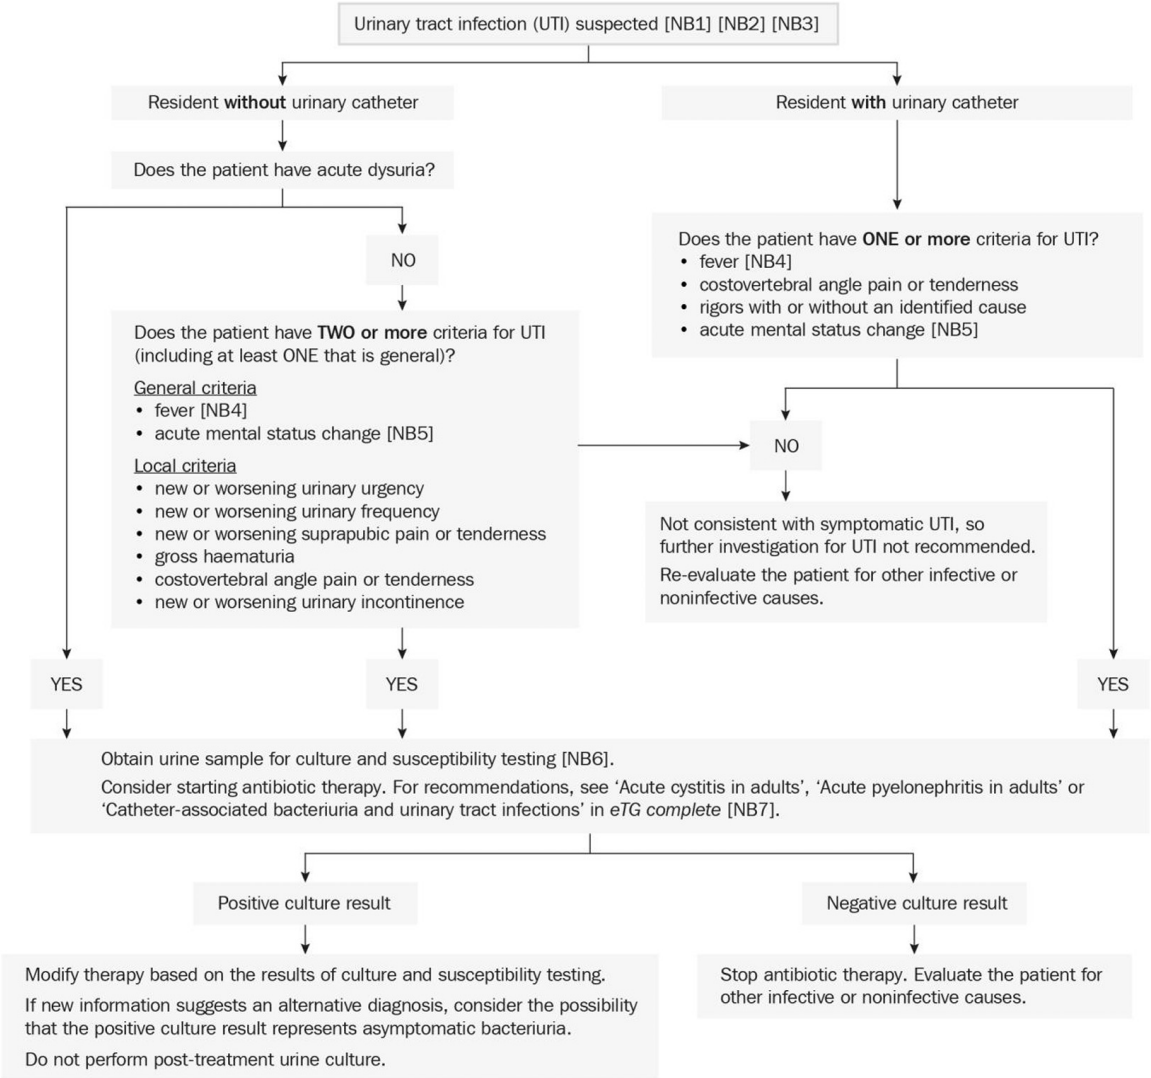 Urinary tract infection (UTI) suspected [NB1] [NB2] [NB3]
Resident without urinary catheter
Resident with urinary catheter
Does the patient have acute dysuria?
NO
Does the patient have TWO or more criteria for UTI
(including at least ONE that is general)?
General criteria
• fever [NB4]
• acute mental status change [NB5]
Local criteria
• new or worsening urinary urgency
• new or worsening urinary frequency
• new or worsening suprapubic pain or tenderness
• gross haematuria
• costovertebral angle pain or tenderness
• new or worsening urinary incontinence
Does the patient have ONE or more criteria for UTI?
• fever [NB4]
• costovertebral angle pain or tenderness
• rigors with or without an identified cause
• acute mental status change [NB5]
NO
Not consistent with symptomatic UTI, so
further investigation for UTI not recommended.
Re-evaluate the patient for other infective or
noninfective causes.
YES
YES
YES
Obtain urine sample for culture and susceptibility testing [NB6].
Consider starting antibiotic therapy. For recommendations, see ‘Acute cystitis in adults’, ‘Acute pyelonephritis in adults’ or
‘Catheter-associated bacteriuria and urinary tract infections’ in eTG complete [NB7].
Positive culture result
Negative culture result
Modify therapy based on the results of culture and susceptibility testing.
If new information suggests an alternative diagnosis, consider the possibility
that the positive culture result represents asymptomatic bacteriuria.
Do not perform post-treatment urine culture.
Stop antibiotic therapy. Evaluate the patient for
other infective or noninfective causes.